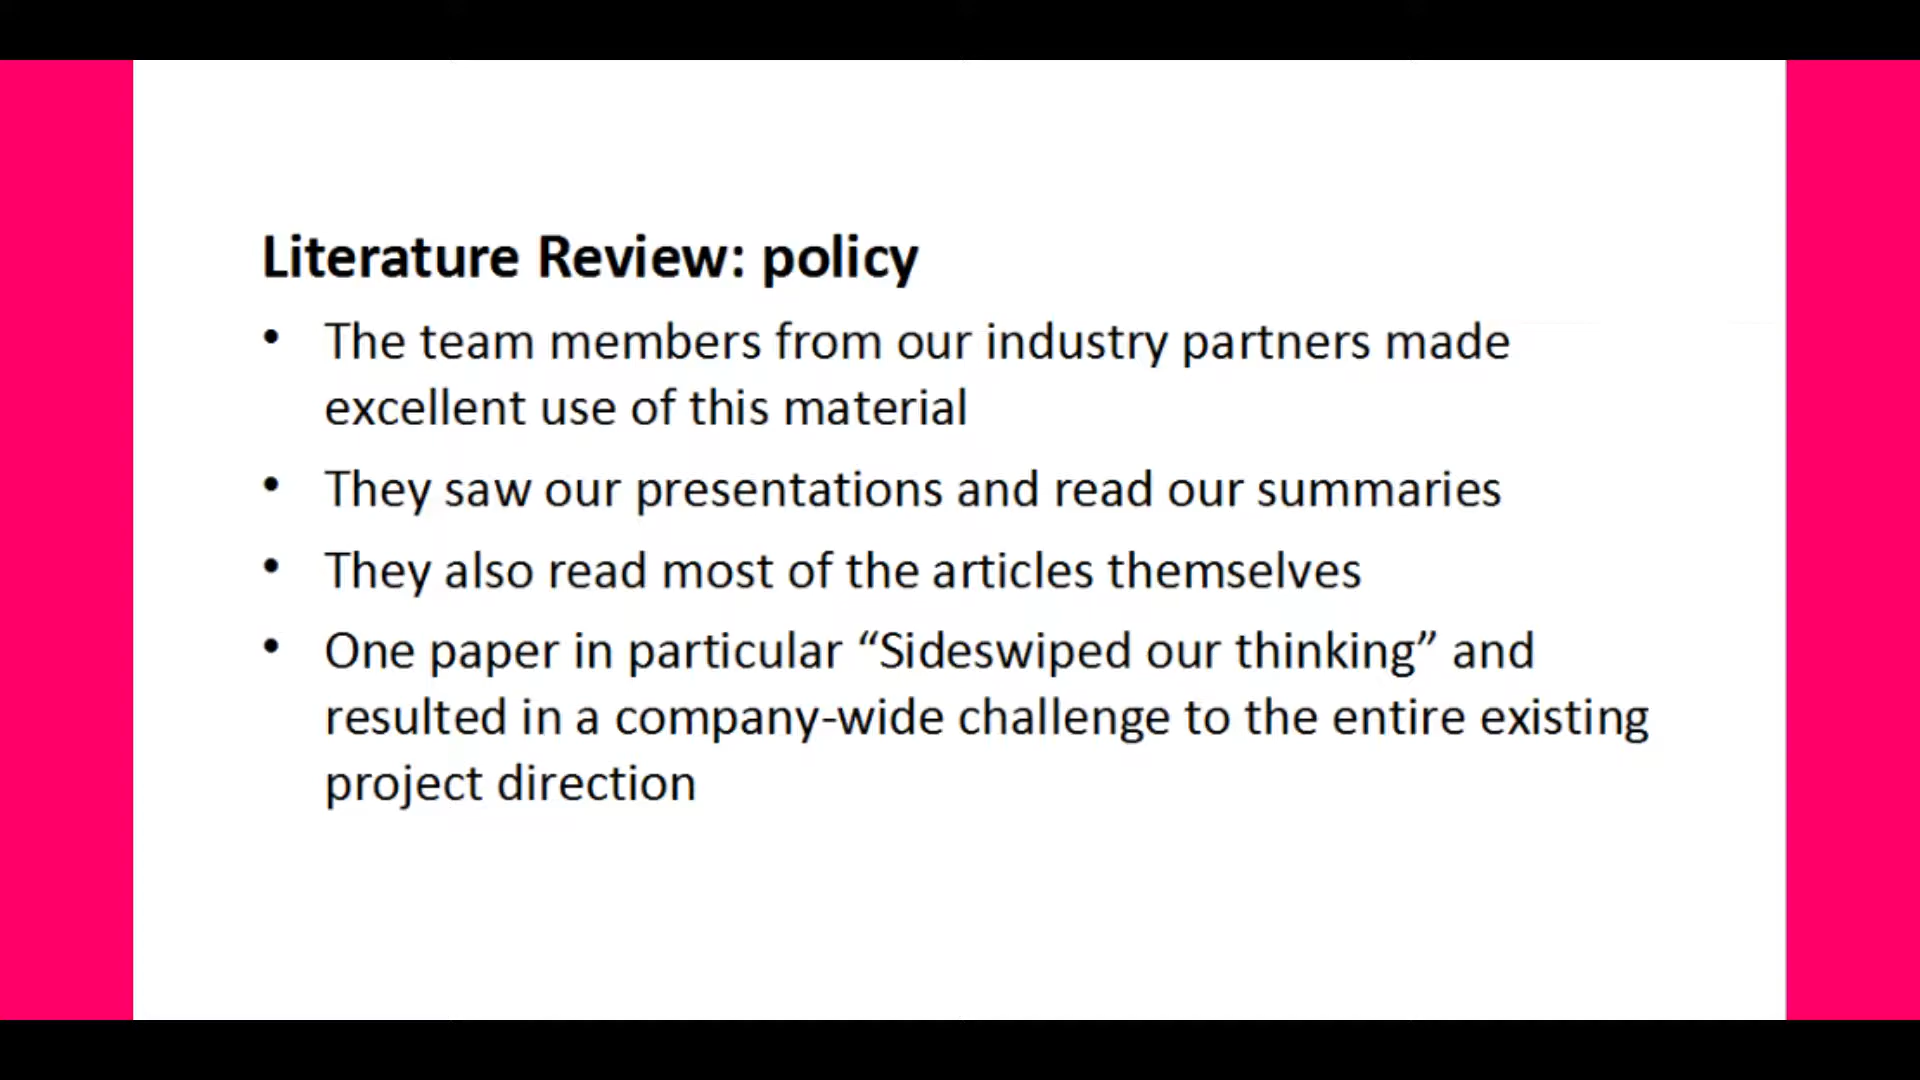 Literature Review: policy
• The team members from our industry partners made
excellent use of this material
• They saw our presentations and read our summaries
• They also read most of the articles themselves
• One paper in particular “Sideswiped our thinking” and
resulted in a company-wide challenge to the entire existing
project direction